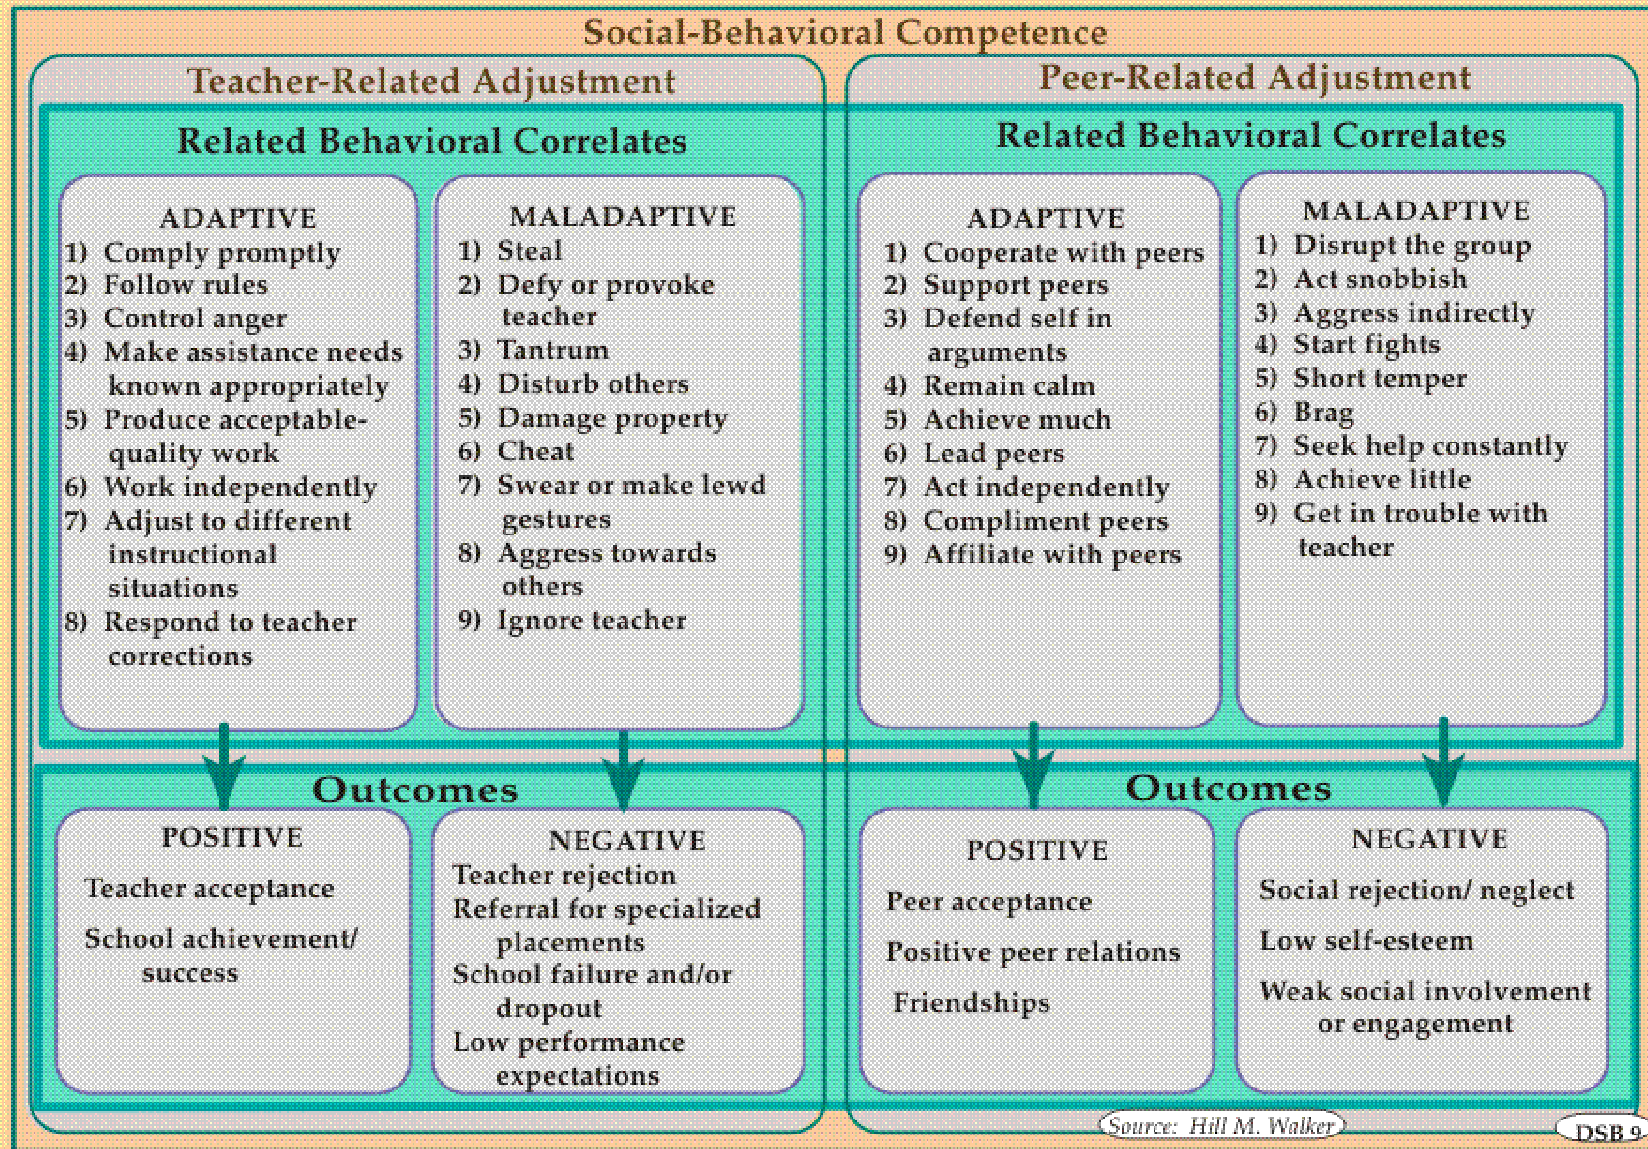 Social-Behavioral Competence
Teacher-Related Adjustment
Related Behavioral Correlates
ADAPTIVE
1) Comply promptly
2) Follow rules
3) Control anger
4) Make assistance needs
known appropriately
5) Produce acceptable-
quality work
6) Work independently
7) Adjust to different
instructional
situations
8) Respond to teacher
corrections
MALADAPTIVE
1) Steal
2) Defy or provoke
teacher
3) Tantrum
4) Disturb others
5) Damage property
6) Cheat
7) Swear or make lewd
gestures
8) Aggress towards
others
9) Ignore teacher
Outcomes
POSITIVE
Teacher acceptance
School achievement/
success
NEGATIVE
Teacher rejection
Referral for specialized
placements
School failure and/or
dropout
Low performance
expectations
Peer-Related Adjustment
Related Behavioral Correlates
ADAPTIVE
1) Cooperate with peers
2) Support peers
3) Defend self in
arguments
4) Remain calm
5) Achieve much
6) Lead peers
7) Act independently
8) Compliment peers
9) Affiliate with peers
MALADAPTIVE
1) Disrupt the group
2) Act snobbish
3) Aggress indirectly
4) Start fights
5) Short temper
6) Brag
7) Seek help constantly
8) Achieve little
9) Get in trouble with
teacher
Outcomes
POSITIVE
Peer acceptance
Positive peer relations
Friendships
NEGATIVE
Social rejection/ neglect
Low self-esteem
Weak social involvement
or engagement
Source: Hill M. Walker
DSB 9